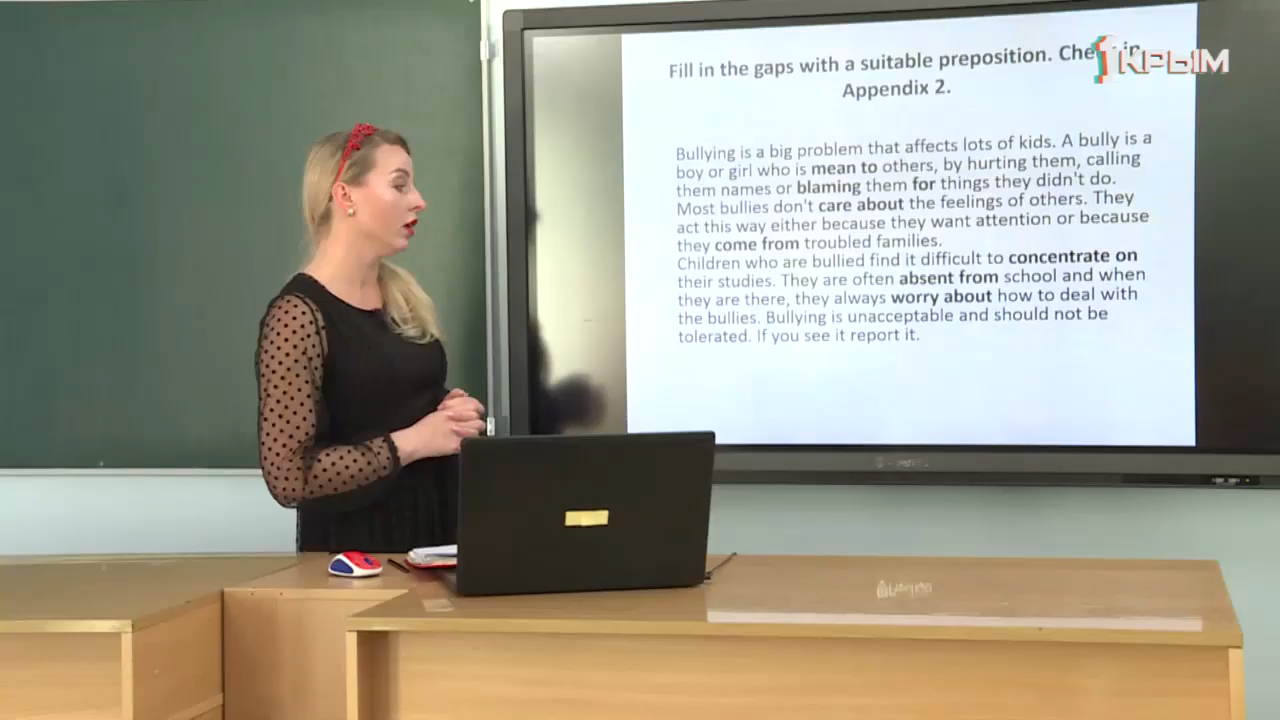 Fill in the gaps with a suitable preposition. Check in
Appendix 2.
1КРЫМ
Bullying is a big problem that affects lots of kids. A bully is a
boy or girl who is mean to others, by hurting them, calling
them names or blaming them for things they didn't do.
Most bullies don't care about the feelings of others. They
act this way either because they want attention or because
they come from troubled families.
Children who are bullied find it difficult to concentrate on
their studies. They are often absent from school and when
they are there, they always worry about how to deal with
the bullies. Bullying is unacceptable and should not be
tolerated. If you see it report it.